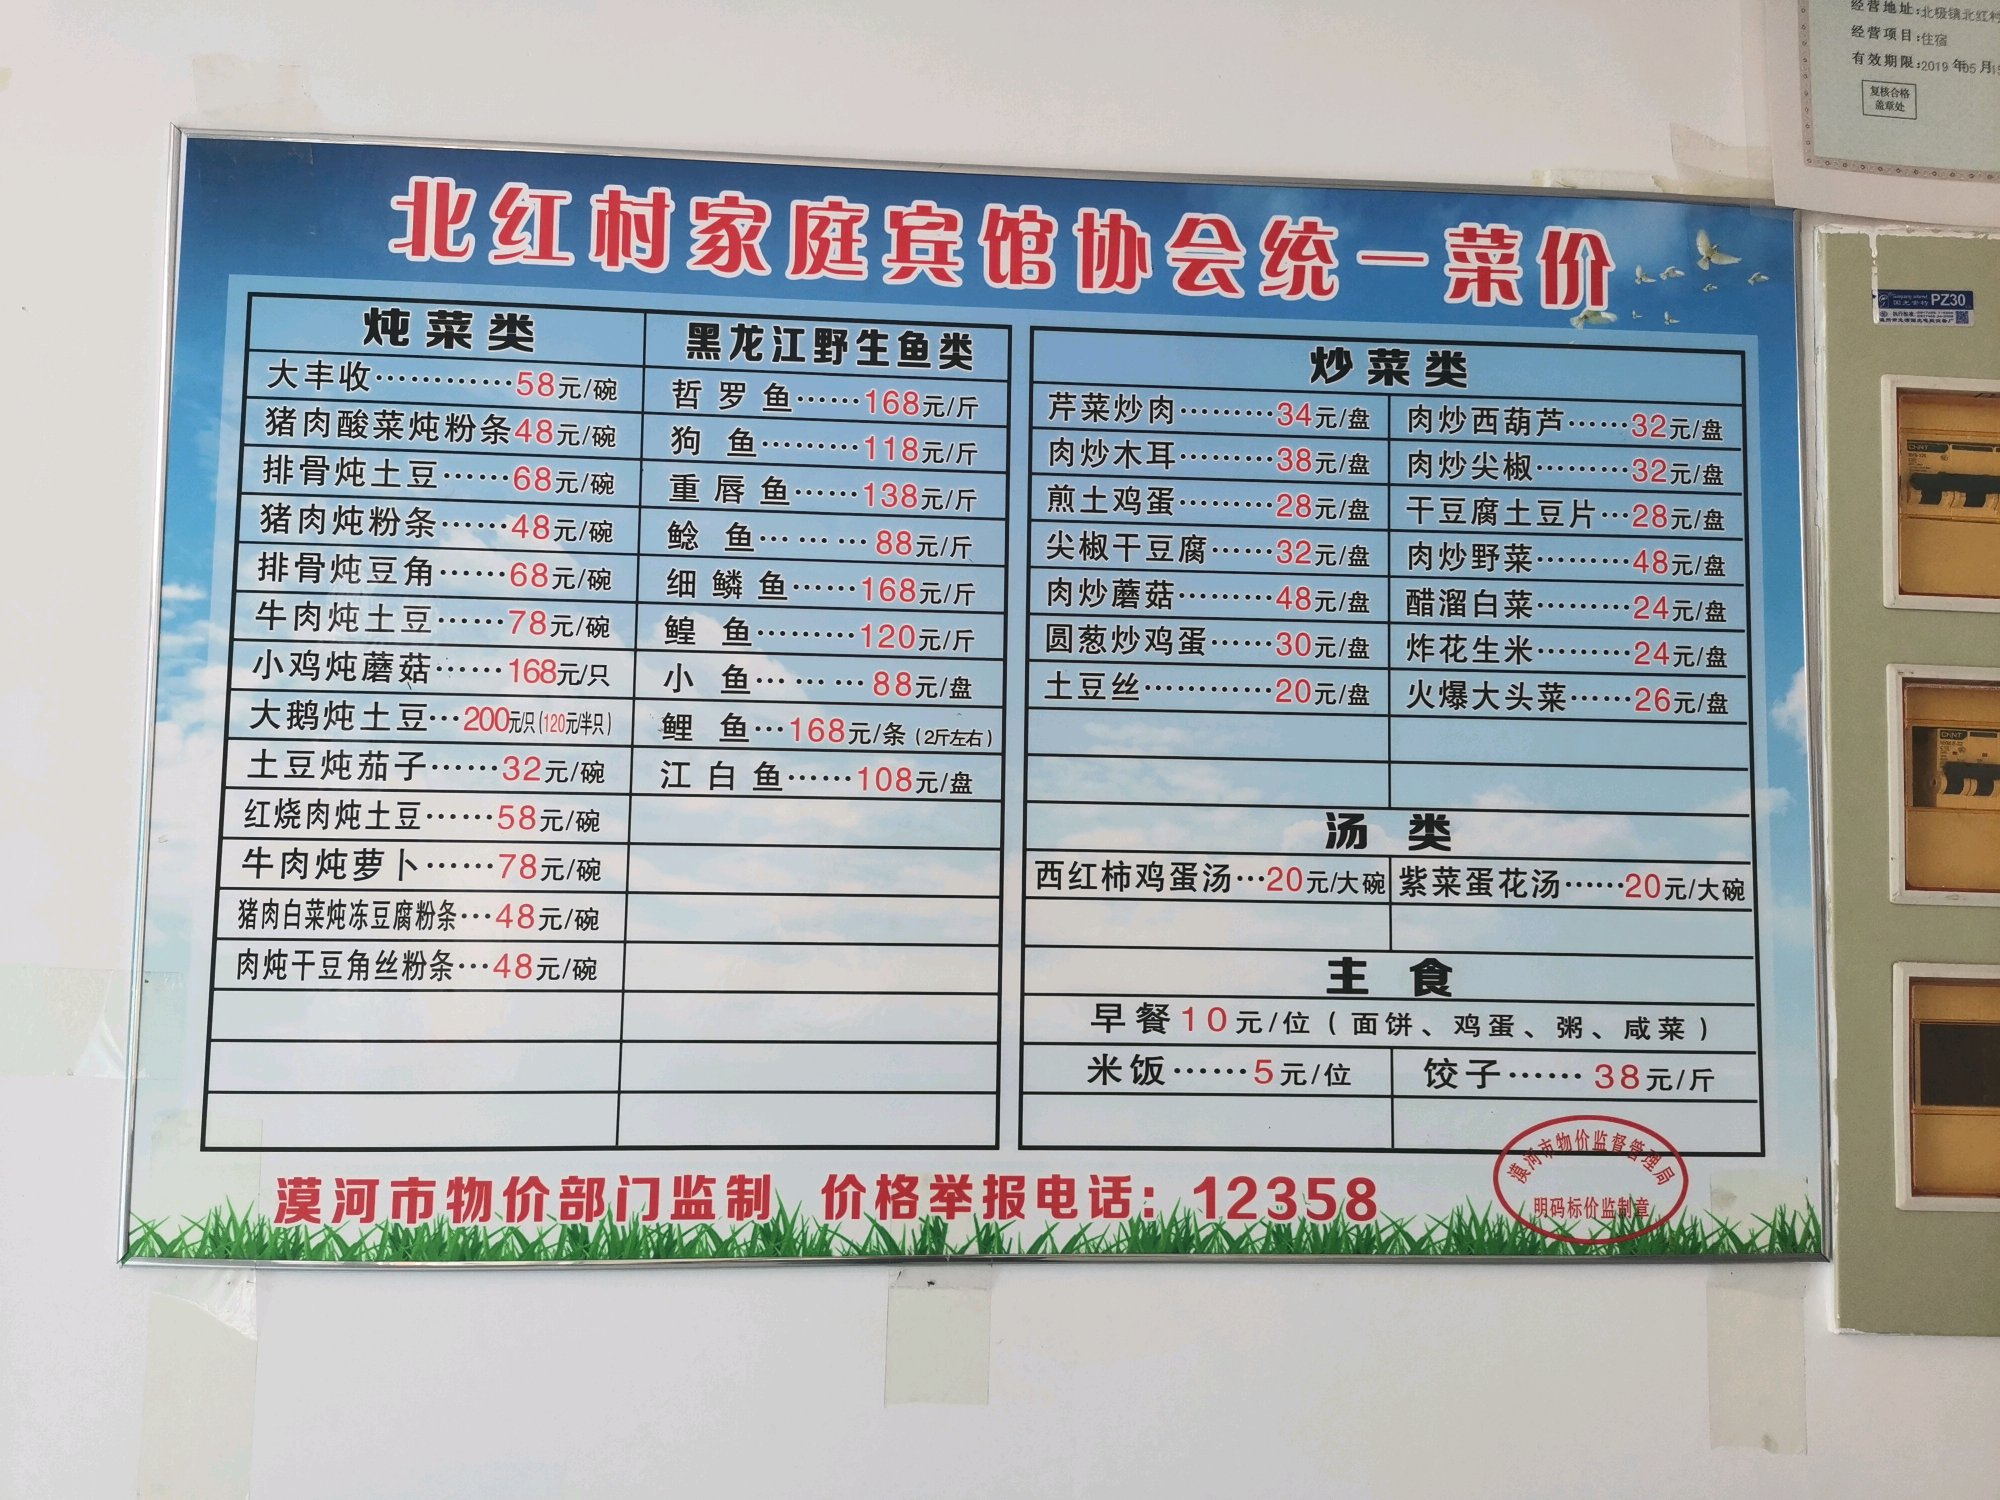 北红村家庭宾馆协会统一菜价
炖菜类
大丰收…………58元/碗
猪肉酸菜炖粉条48元/碗
排骨炖土豆……68元/碗
猪肉炖粉条……48元/碗
排骨炖豆角……68元/碗
牛肉炖土豆……78元/碗
小鸡炖蘑菇……168元/只
大鹅炖土豆…200元/只(120元/半只)
土豆炖茄子……32元/碗
红烧肉炖土豆……58元/碗
牛肉炖萝卜……78元/碗
猪肉白菜炖冻豆腐粉条…48元/碗
肉炖干豆角丝粉条…48元/碗
黑龙江野生鱼类
哲罗鱼……168元/斤
狗鱼………118元/斤
重唇鱼……138元/斤
鲶鱼………88元/斤
细鳞鱼……168元/斤
鳇鱼………120元/斤
小鱼………88元/盘
鲤鱼…168元/条(2斤左右)
江白鱼……108元/盘
炒菜类
芹菜炒肉………34元/盘
肉炒西葫芦……32元/盘
肉炒木耳………38元/盘
肉炒尖椒………32元/盘
煎土鸡蛋………28元/盘
干豆腐土豆片…28元/盘
尖椒干豆腐……32元/盘
肉炒野菜………48元/盘
肉炒蘑菇………48元/盘
醋溜白菜………24元/盘
圆葱炒鸡蛋……30元/盘
炸花生米………24元/盘
土豆丝…………20元/盘
火爆大头菜……26元/盘
汤类
西红柿鸡蛋汤…20元/大碗
紫菜蛋花汤……20元/大碗
主食
早餐10元/位(面饼、鸡蛋、粥、咸菜)
米饭……5元/位
饺子……38元/斤
漠河市物价部门监制 价格举报电话：12358
漠河市物价监督管理局
明码标价监制章
经营地址:北极镇北红村
经营项目:住宿
有效期限:2019年05月15
复核合格
盖章处
PZ30
CHNT
CHNT